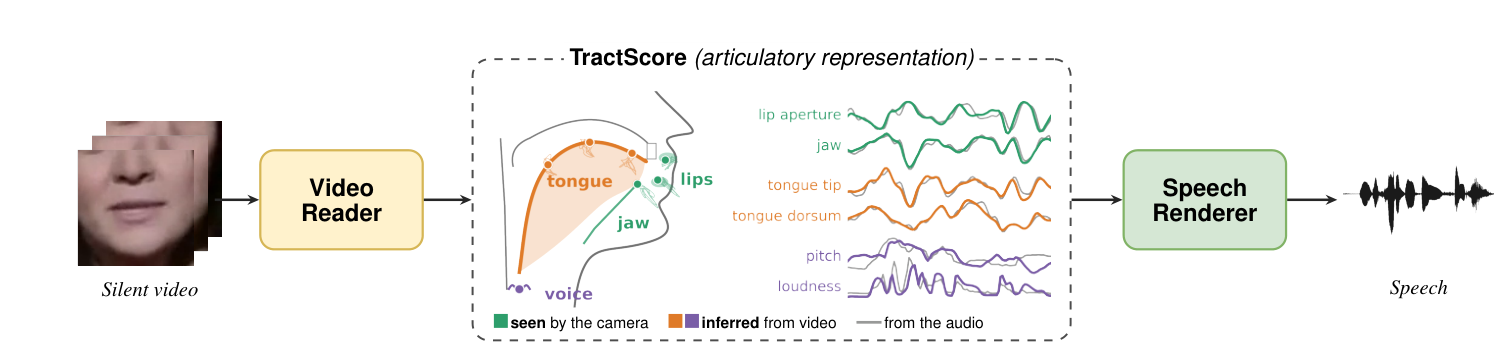 TractScore (articulatory representation)
Silent video
Video
Reader
tongue
lips
jaw
voice
lip aperture
jaw
tongue tip
tongue dorsum
pitch
loudness
seen by the camera
inferred from video
from the audio
Speech
Renderer
Speech